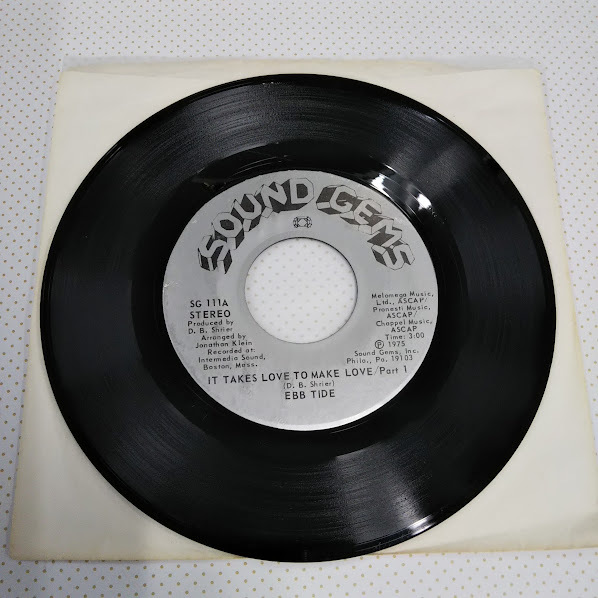 SOUND GEMS
SG 111A
STEREO
Produced by
D. B. Shrier
Arranged by
Jonathan Klein
Recorded at:
Intermedia Sound,
Boston, Mass.
Melomega Music,
Ltd., ASCAP/
Pronesti Music,
ASCAP/
Chappel Music,
ASCAP
Time: 3:00
Ⓟ 1975
Sound Gems, Inc.
Phila., Pa. 19103
IT TAKES LOVE TO MAKE LOVE/Part 1
(D. B. Shrier)
EBB TIDE